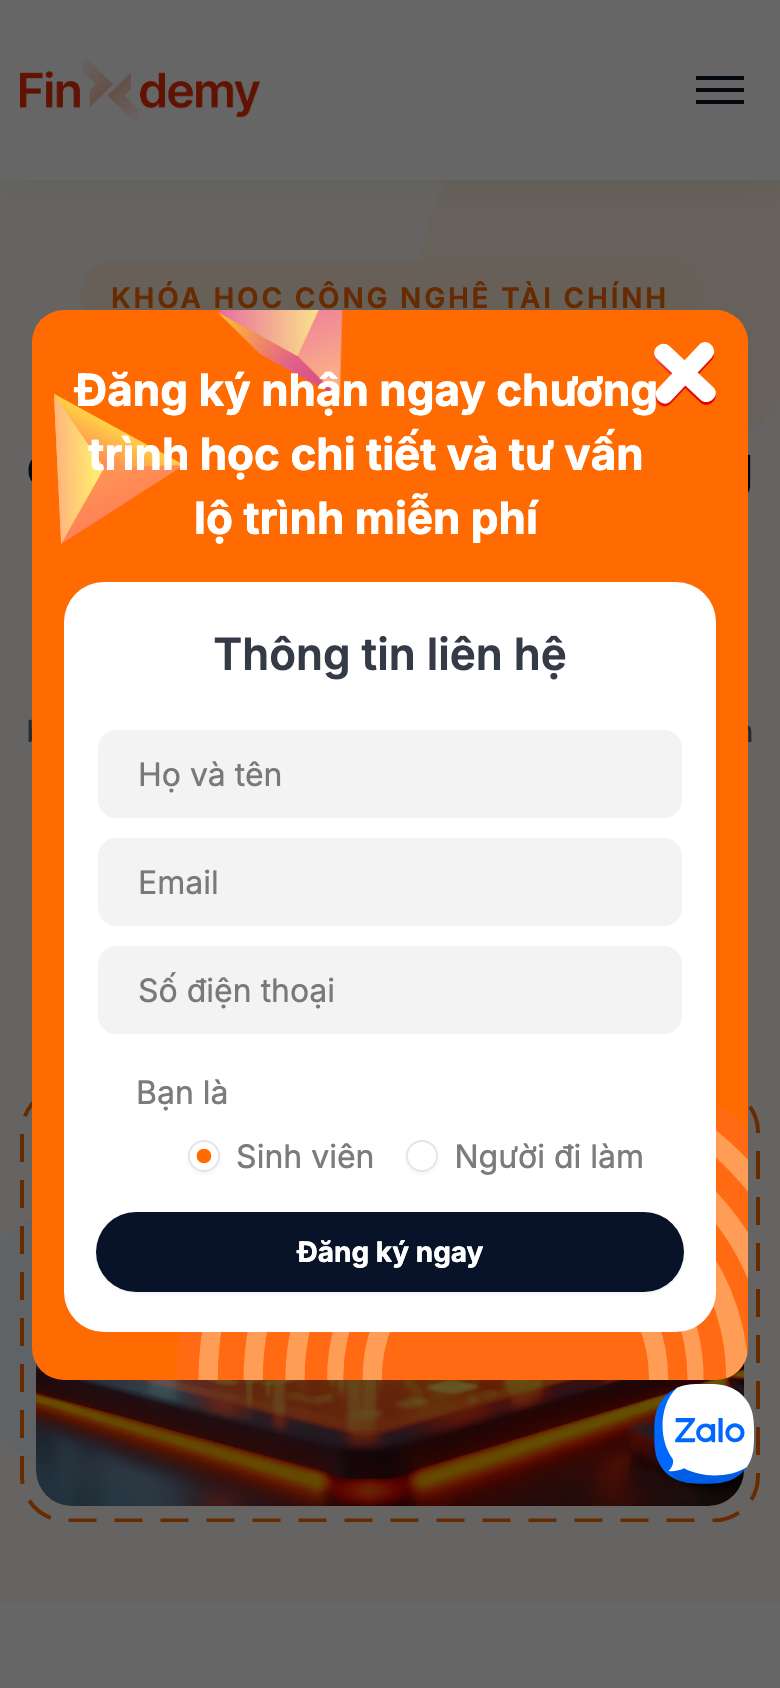 Fin demy
KHÓA HỌC CÔNG NGHỆ TÀI CHÍNH
Đăng ký nhận ngay chương
trình học chi tiết và tư vấn
lộ trình miễn phí
Thông tin liên hệ
Họ và tên
Email
Số điện thoại
Bạn là
Sinh viên
Người đi làm
Đăng ký ngay
Zalo